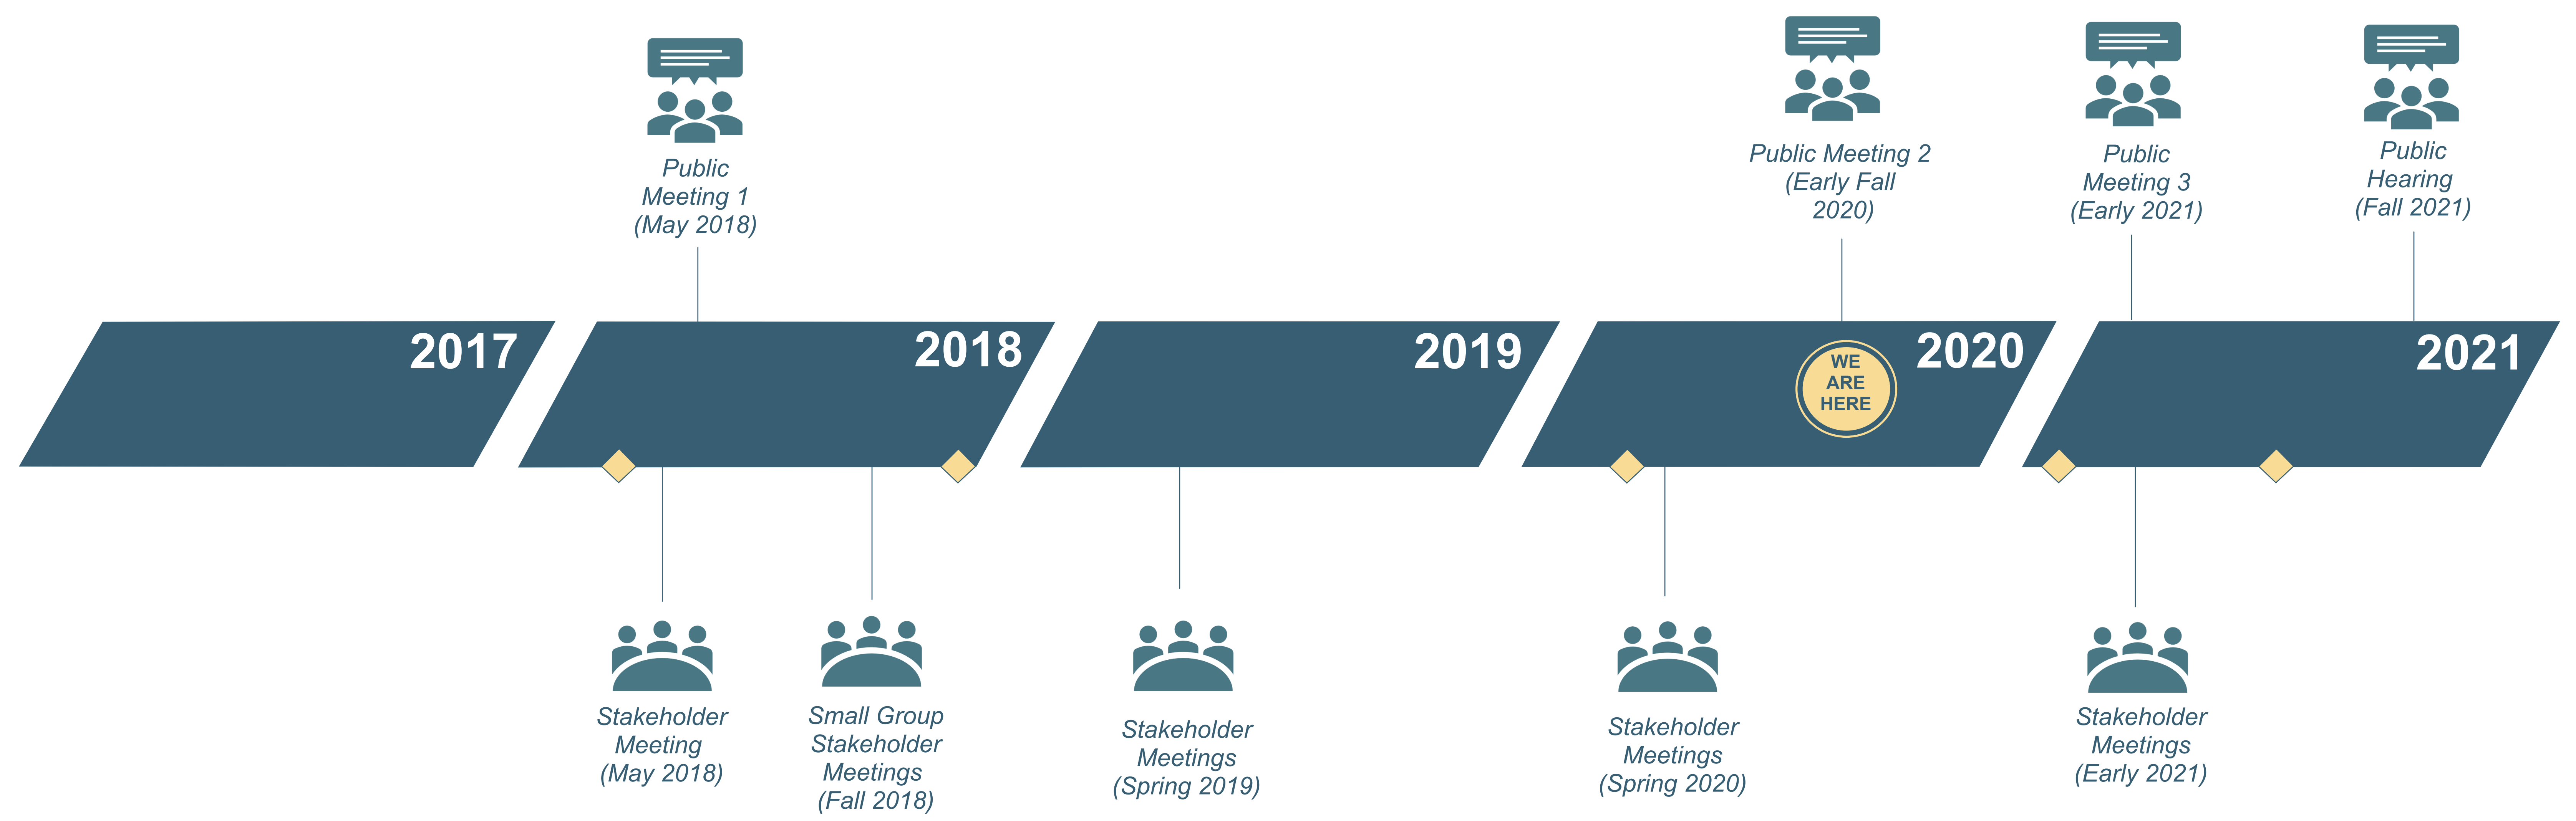 Public
Meeting 1
(May 2018)
Public Meeting 2
(Early Fall
2020)
Public
Meeting 3
(Early 2021)
Public
Hearing
(Fall 2021)
2017
2018
2019
2020
2021
WE
ARE
HERE
Stakeholder
Meeting
(May 2018)
Small Group
Stakeholder
Meetings
(Fall 2018)
Stakeholder
Meetings
(Spring 2019)
Stakeholder
Meetings
(Spring 2020)
Stakeholder
Meetings
(Early 2021)